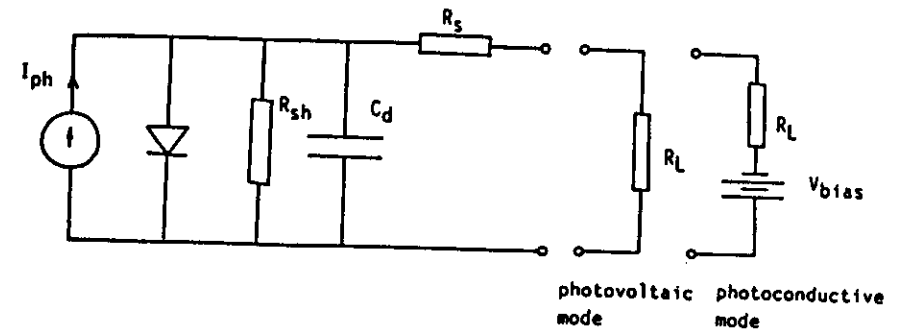 R_s
I_ph
R_sh
C_d
R_L
R_L
V_bias
photovoltaic photoconductive
mode mode